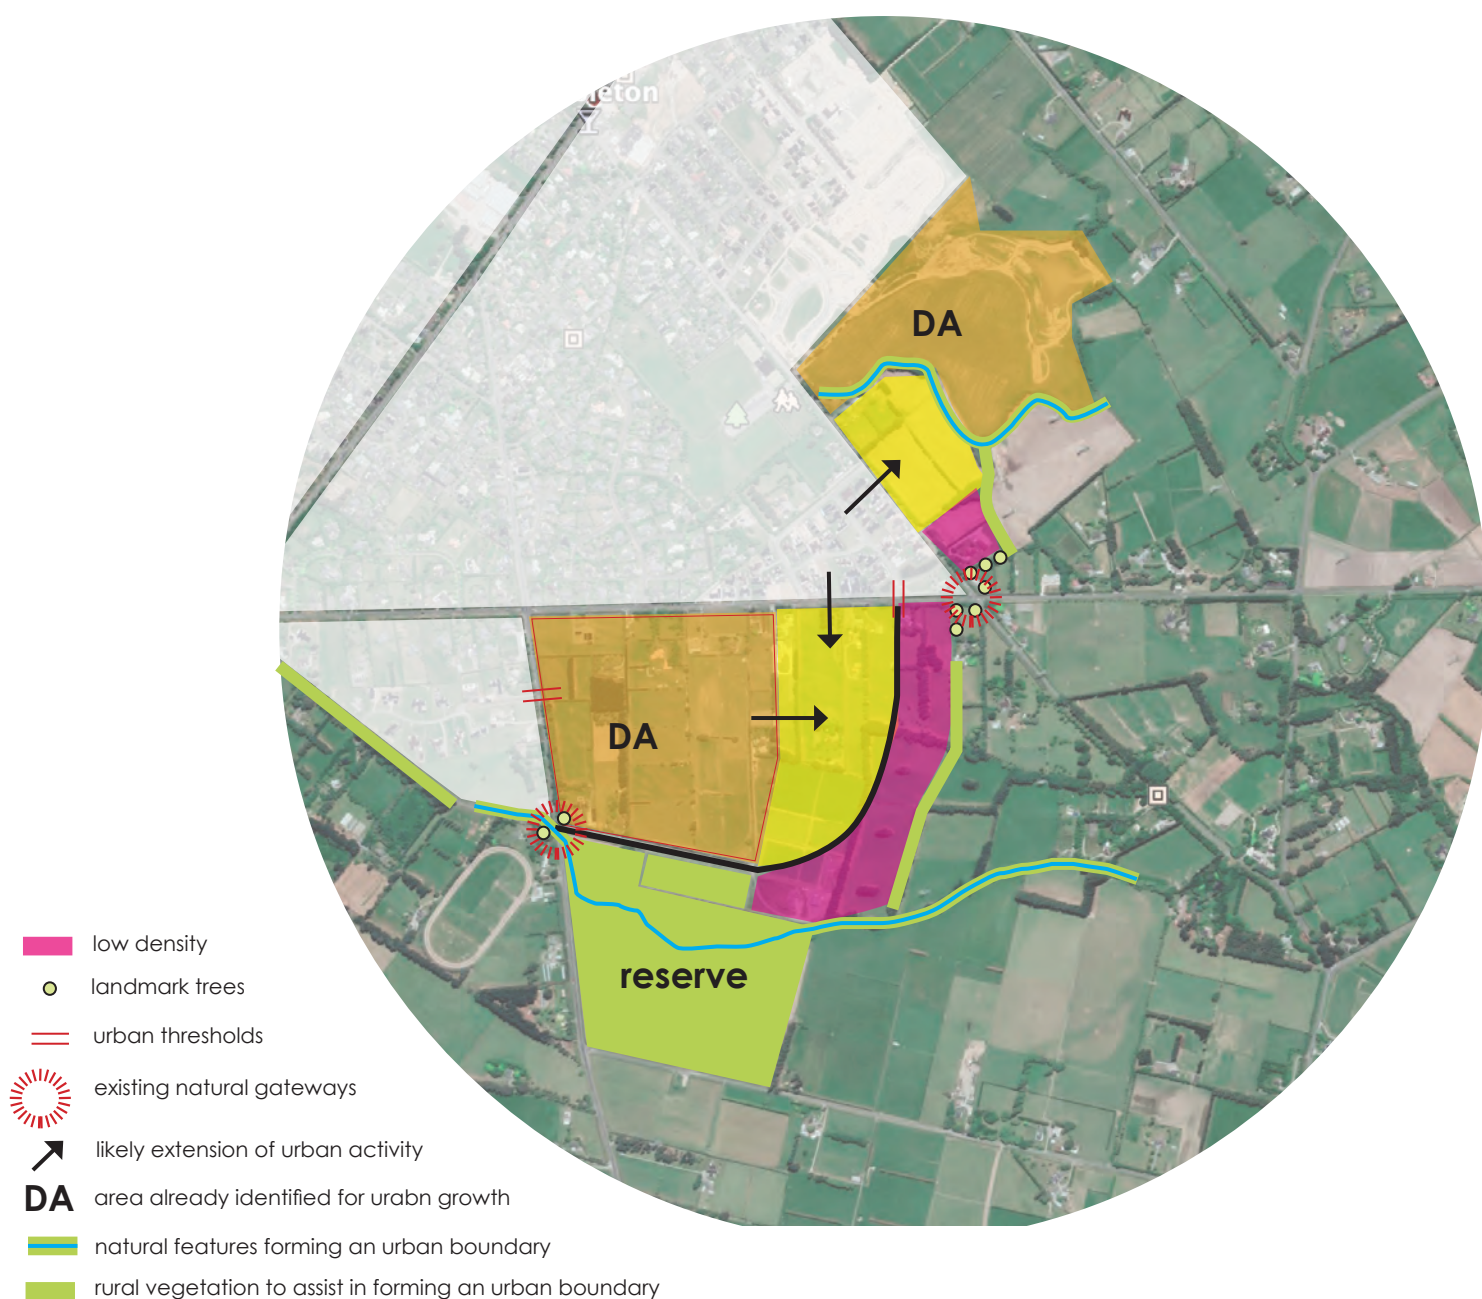 DA
DA
reserve
low density
landmark trees
urban thresholds
existing natural gateways
likely extension of urban activity
DA area already identified for urabn growth
natural features forming an urban boundary
rural vegetation to assist in forming an urban boundary